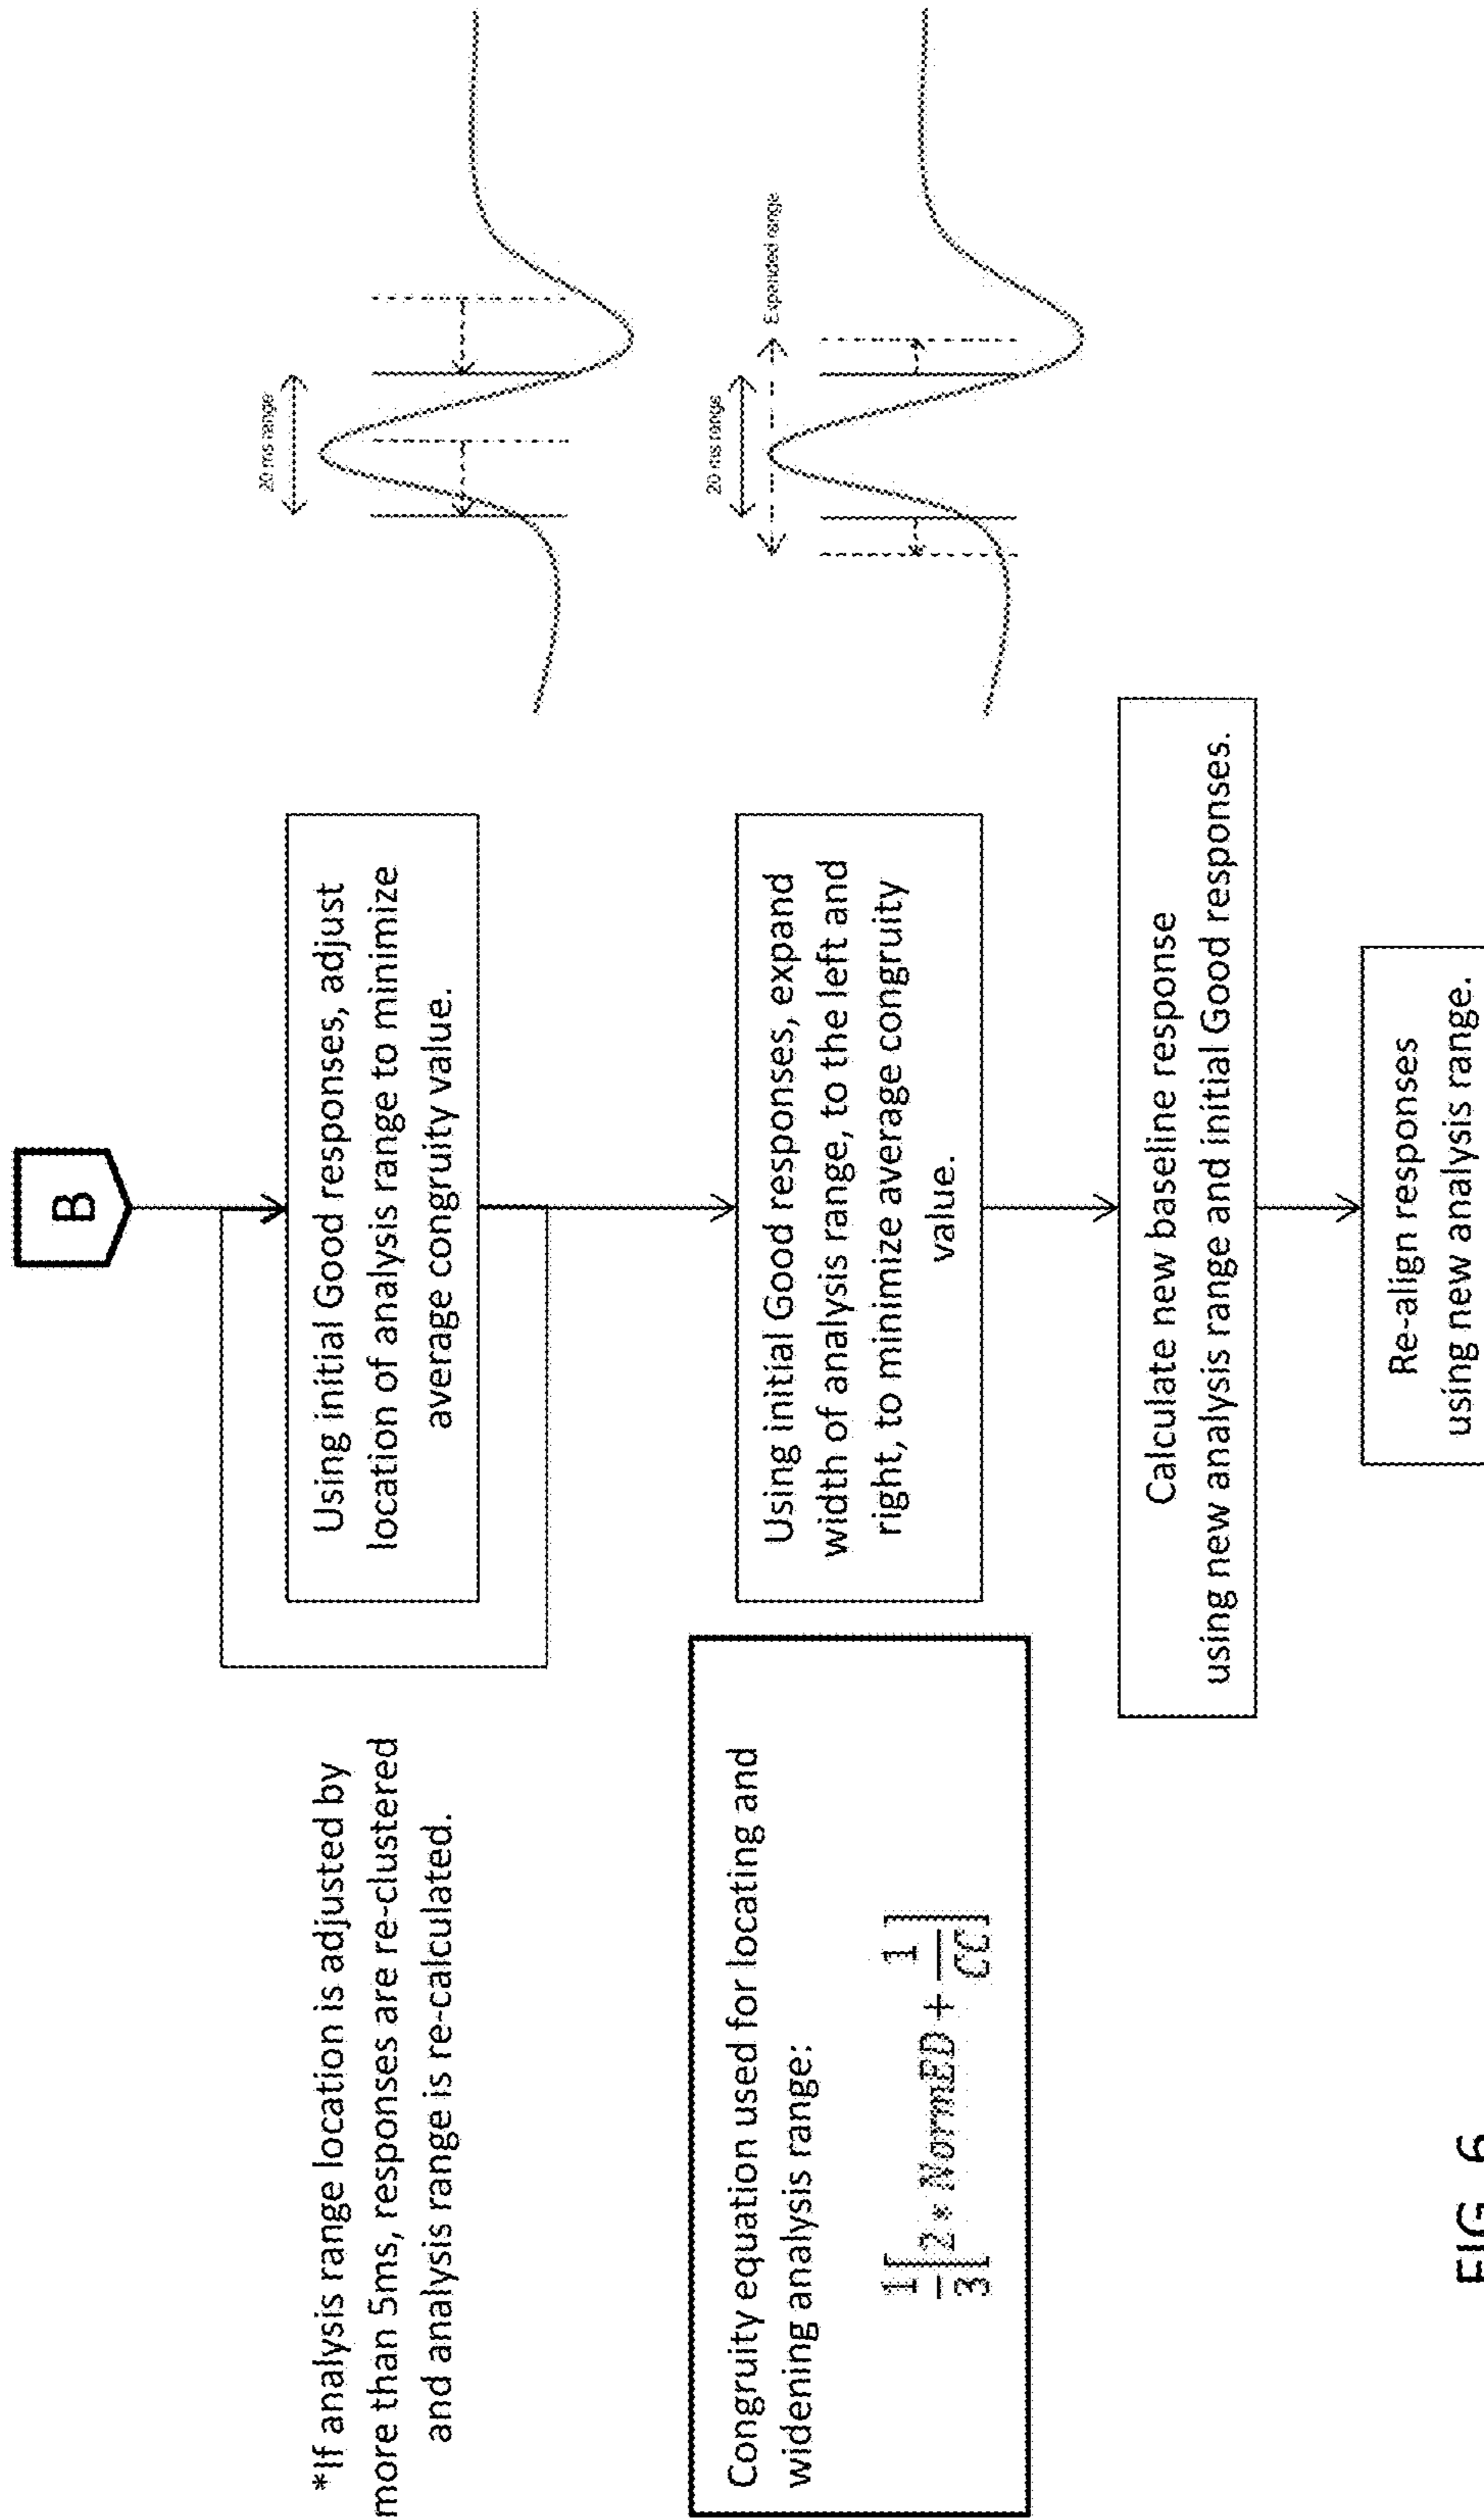 B
*If analysis range location is adjusted by
more than 5ms, responses are re-clustered
and analysis range is re-calculated.
Using initial Good responses, adjust
location of analysis range to minimize
average congruity value.
20 ms range
Congruity equation used for locating and
widening analysis range:
1/3[2 * NormED + 1/CC]
Using initial Good responses, expand
width of analysis range, to the left and
right, to minimize average congruity
value.
20 ms range
Expanded range
Calculate new baseline response
using new analysis range and initial Good responses.
Re-align responses
using new analysis range.
FIG. 6